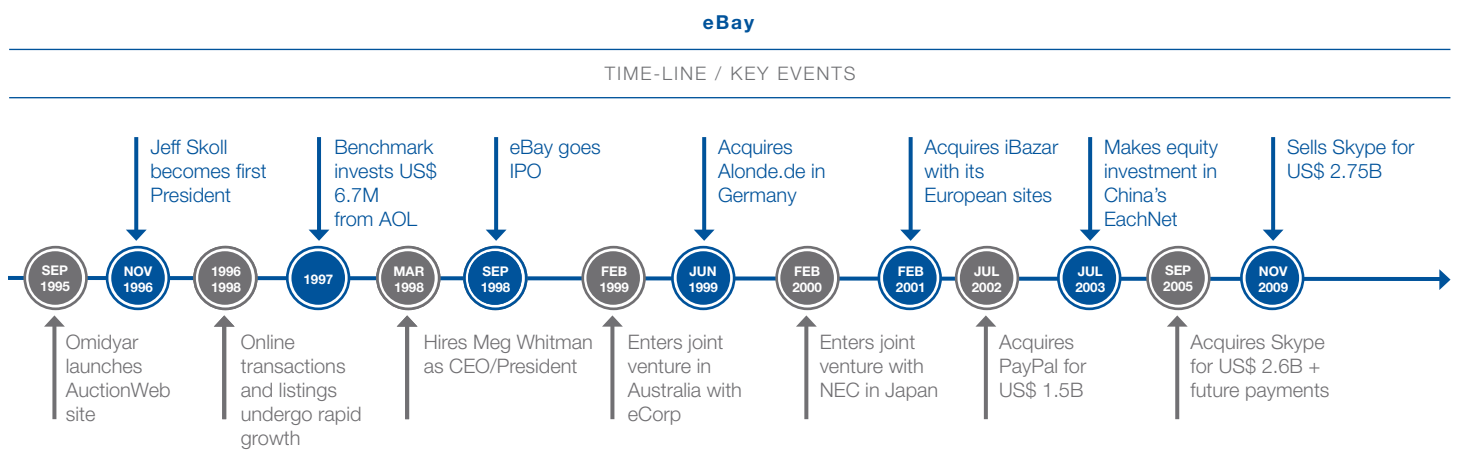 eBay
TIME-LINE / KEY EVENTS
Jeff Skoll
becomes first
President
Benchmark
invests US$
6.7M
from AOL
eBay goes
IPO
Acquires
Alonde.de in
Germany
Acquires iBazar
with its
European sites
Makes equity
investment in
China's
EachNet
Sells Skype for
US$ 2.75B
SEP
1995
NOV
1996
1996
1998
1997
MAR
1998
SEP
1998
FEB
1999
JUN
1999
FEB
2000
FEB
2001
JUL
2002
JUL
2003
SEP
2005
NOV
2009
Omidyar
launches
AuctionWeb
site
Online
transactions
and listings
undergo rapid
growth
Hires Meg Whitman
as CEO/President
Enters joint
venture in
Australia with
eCorp
Enters joint
venture with
NEC in Japan
Acquires
PayPal for
US$ 1.5B
Acquires Skype
for US$ 2.6B +
future payments